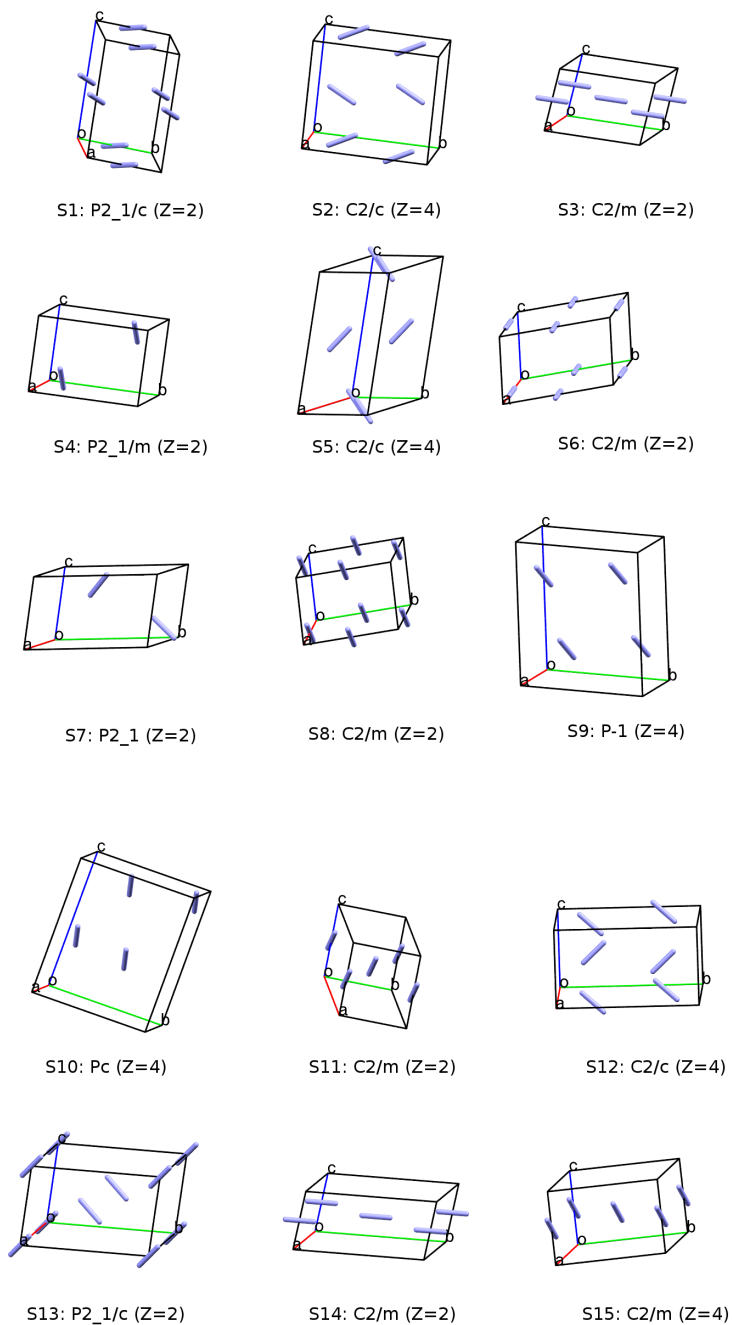 c c c
o b a o b a o b a
S1: P2_1/c (Z=2) S2: C2/c (Z=4) S3: C2/m (Z=2)
c c c
o b a o b a o b a
S4: P2_1/m (Z=2) S5: C2/c (Z=4) S6: C2/m (Z=2)
c c c
o b a o b a o b a
S7: P2_1 (Z=2) S8: C2/m (Z=2) S9: P-1 (Z=4)
c c c
o b a o b a o b a
S10: Pc (Z=4) S11: C2/m (Z=2) S12: C2/c (Z=4)
c c c
o b a o b a o b a
S13: P2_1/c (Z=2) S14: C2/m (Z=2) S15: C2/m (Z=4)